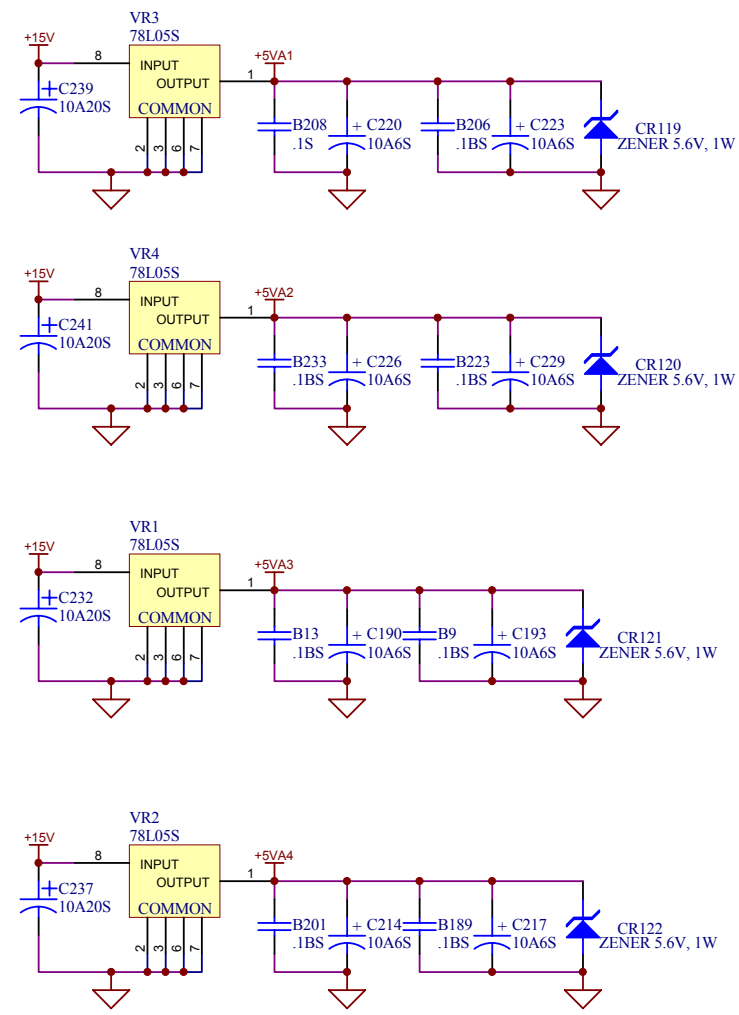 VR3
78L05S
+15V
8
INPUT
OUTPUT
COMMON
2
3
6
7
1
+5VA1
+
C239
10A20S
B208
.1S
+
C220
10A6S
B206
.1BS
+
C223
10A6S
CR119
ZENER 5.6V, 1W
VR4
78L05S
+15V
8
INPUT
OUTPUT
COMMON
2
3
6
7
1
+5VA2
+
C241
10A20S
B233
.1BS
+
C226
10A6S
B223
.1BS
+
C229
10A6S
CR120
ZENER 5.6V, 1W
VR1
78L05S
+15V
8
INPUT
OUTPUT
COMMON
2
3
6
7
1
+5VA3
+
C232
10A20S
B13
.1BS
+
C190
10A6S
B9
.1BS
+
C193
10A6S
CR121
ZENER 5.6V, 1W
VR2
78L05S
+15V
8
INPUT
OUTPUT
COMMON
2
3
6
7
1
+5VA4
+
C237
10A20S
B201
.1BS
+
C214
10A6S
B189
.1BS
+
C217
10A6S
CR122
ZENER 5.6V, 1W